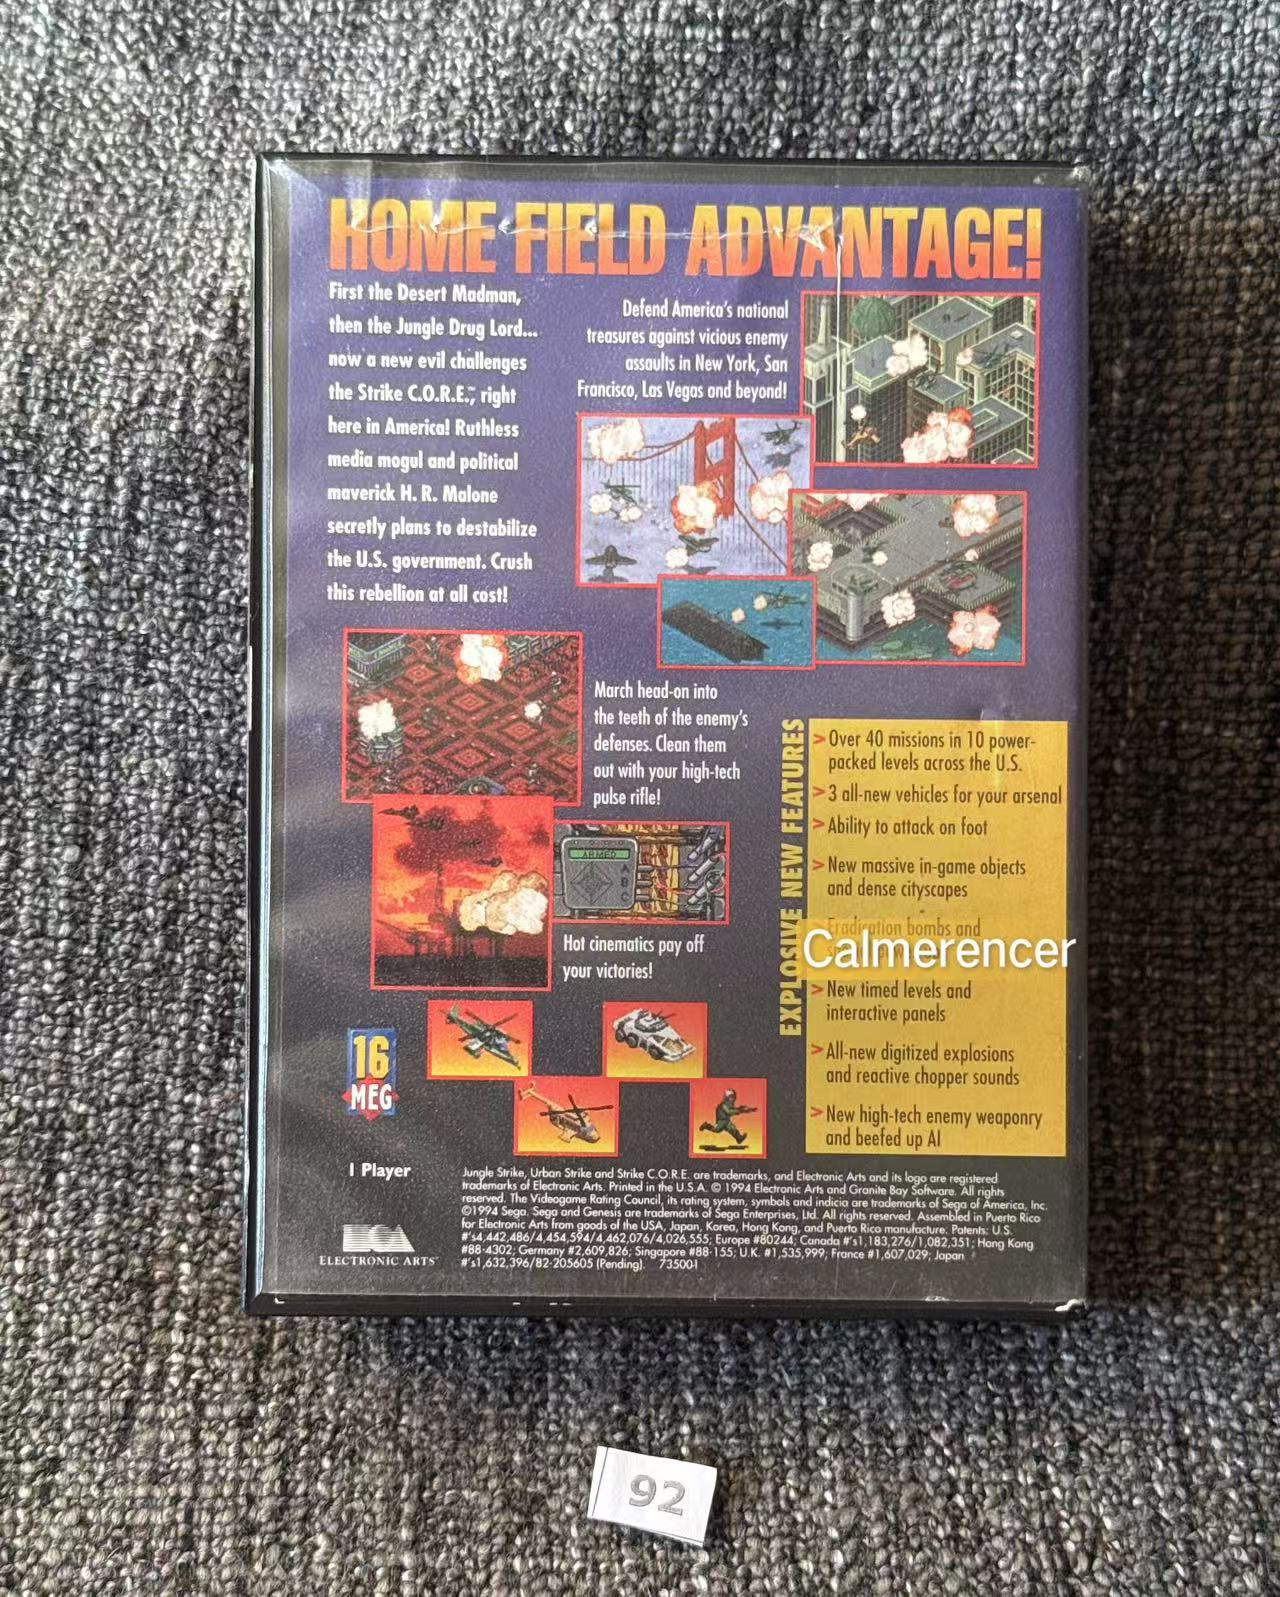 HOME FIELD ADVANTAGE!
First the Desert Madman,
then the Jungle Drug Lord...
now a new evil challenges
the Strike C.O.R.E.,™ right
here in America! Ruthless
media mogul and political
maverick H. R. Malone
secretly plans to destabilize
the U.S. government. Crush
this rebellion at all cost!
Defend America's national
treasures against vicious enemy
assaults in New York, San
Francisco, Las Vegas and beyond!
March head-on into
the teeth of the enemy's
defenses. Clean them
out with your high-tech
pulse rifle!
ARMED
A
B
C
Hot cinematics pay off
your victories!
EXPLOSIVE NEW FEATURES
> Over 40 missions in 10 power-
packed levels across the U.S.
> 3 all-new vehicles for your arsenal
> Ability to attack on foot
> New massive in-game objects
and dense cityscapes
Eradication bombs and
Calmerencer
> New timed levels and
interactive panels
> All-new digitized explosions
and reactive chopper sounds
> New high-tech enemy weaponry
and beefed up AI
16
MEG
1 Player
ELECTRONIC ARTS™
Jungle Strike, Urban Strike and Strike C.O.R.E. are trademarks, and Electronic Arts and its logo are registered
trademarks of Electronic Arts. Printed in the U.S.A. © 1994 Electronic Arts and Granite Bay Software. All rights
reserved. The Videogame Rating Council, its rating system, symbols and indicia are trademarks of Sega of America, Inc.
©1994 Sega. Sega and Genesis are trademarks of Sega Enterprises, Ltd. All rights reserved. Assembled in Puerto Rico
for Electronic Arts from goods of the USA, Japan, Korea, Hong Kong, and Puerto Rico manufacture. Patents: U.S.
#'s4,442,486/4,454,594/4,462,076/4,026,555; Europe #80244; Canada #'s1,183,276/1,082,351; Hong Kong
#88-4302; Germany #2,609,826; Singapore #88-155; U.K. #1,535,999; France #1,607,029; Japan
#'s1,632,396/82-205605 (Pending). 735001
92